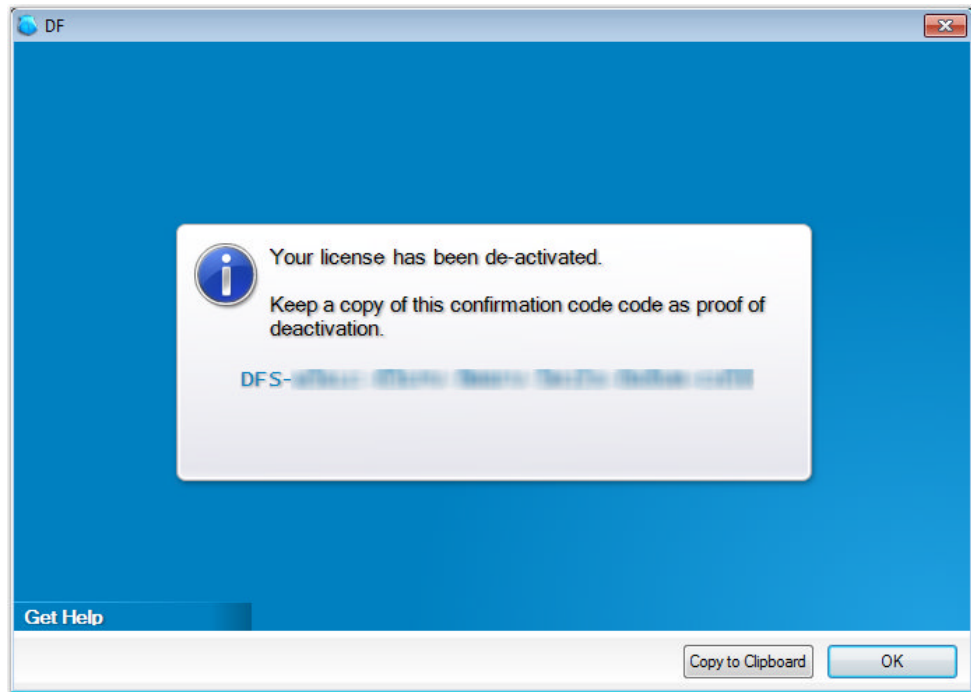 DF
Your license has been de-activated.
Keep a copy of this confirmation code code as proof of
deactivation.
DFS-
Get Help
Copy to Clipboard
OK